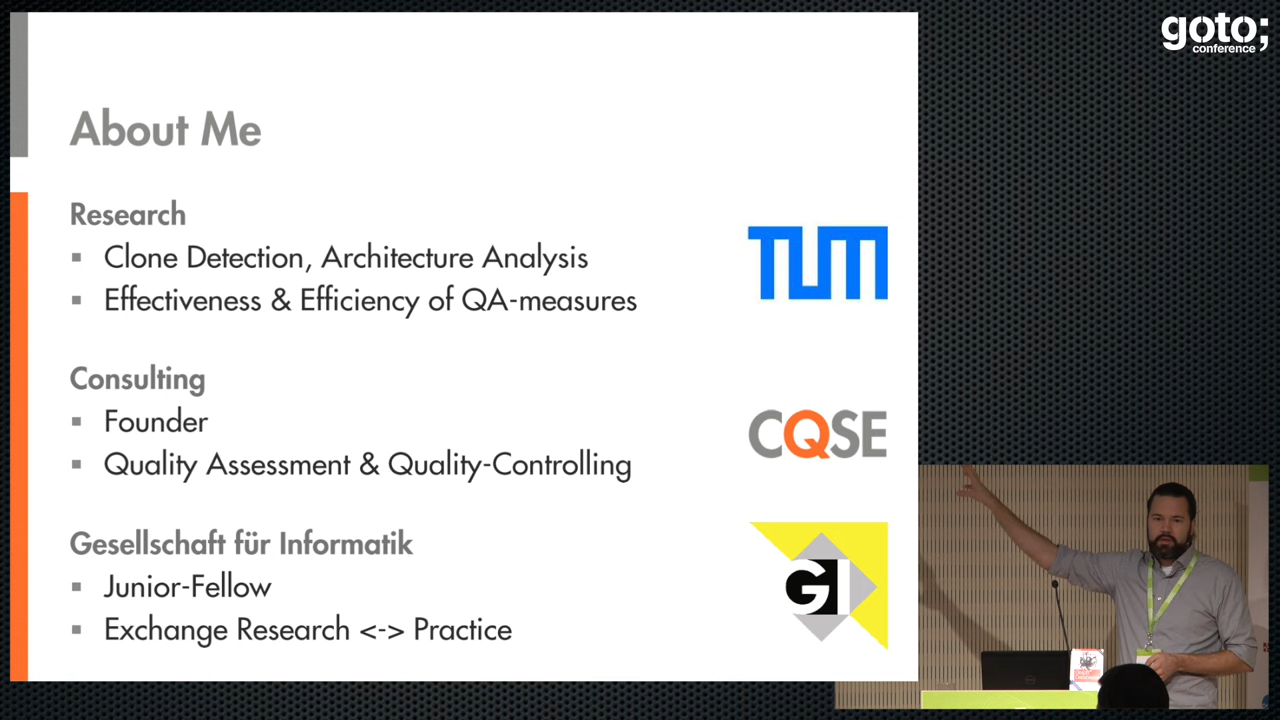 goto;
conference
About Me
Research
Clone Detection, Architecture Analysis
Effectiveness & Efficiency of QA-measures
TUM
Consulting
Founder
CQSE
Quality Assessment & Quality-Controlling
Gesellschaft für Informatik
Junior-Fellow
GI
Exchange Research <-> Practice